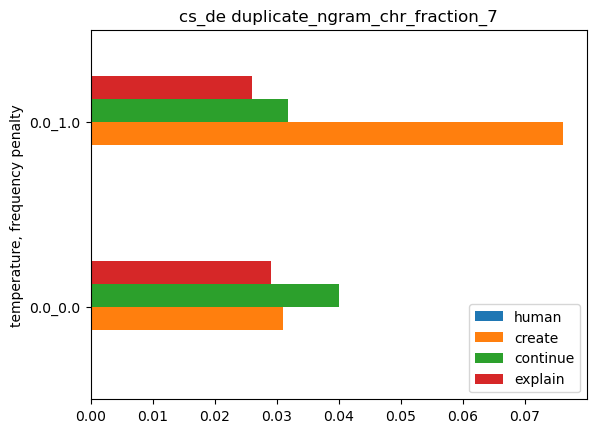 cs_de duplicate_ngram_chr_fraction_7
temperature, frequency penalty
0.0_1.0
0.0_0.0
human
create
continue
explain
0.00 0.01 0.02 0.03 0.04 0.05 0.06 0.07